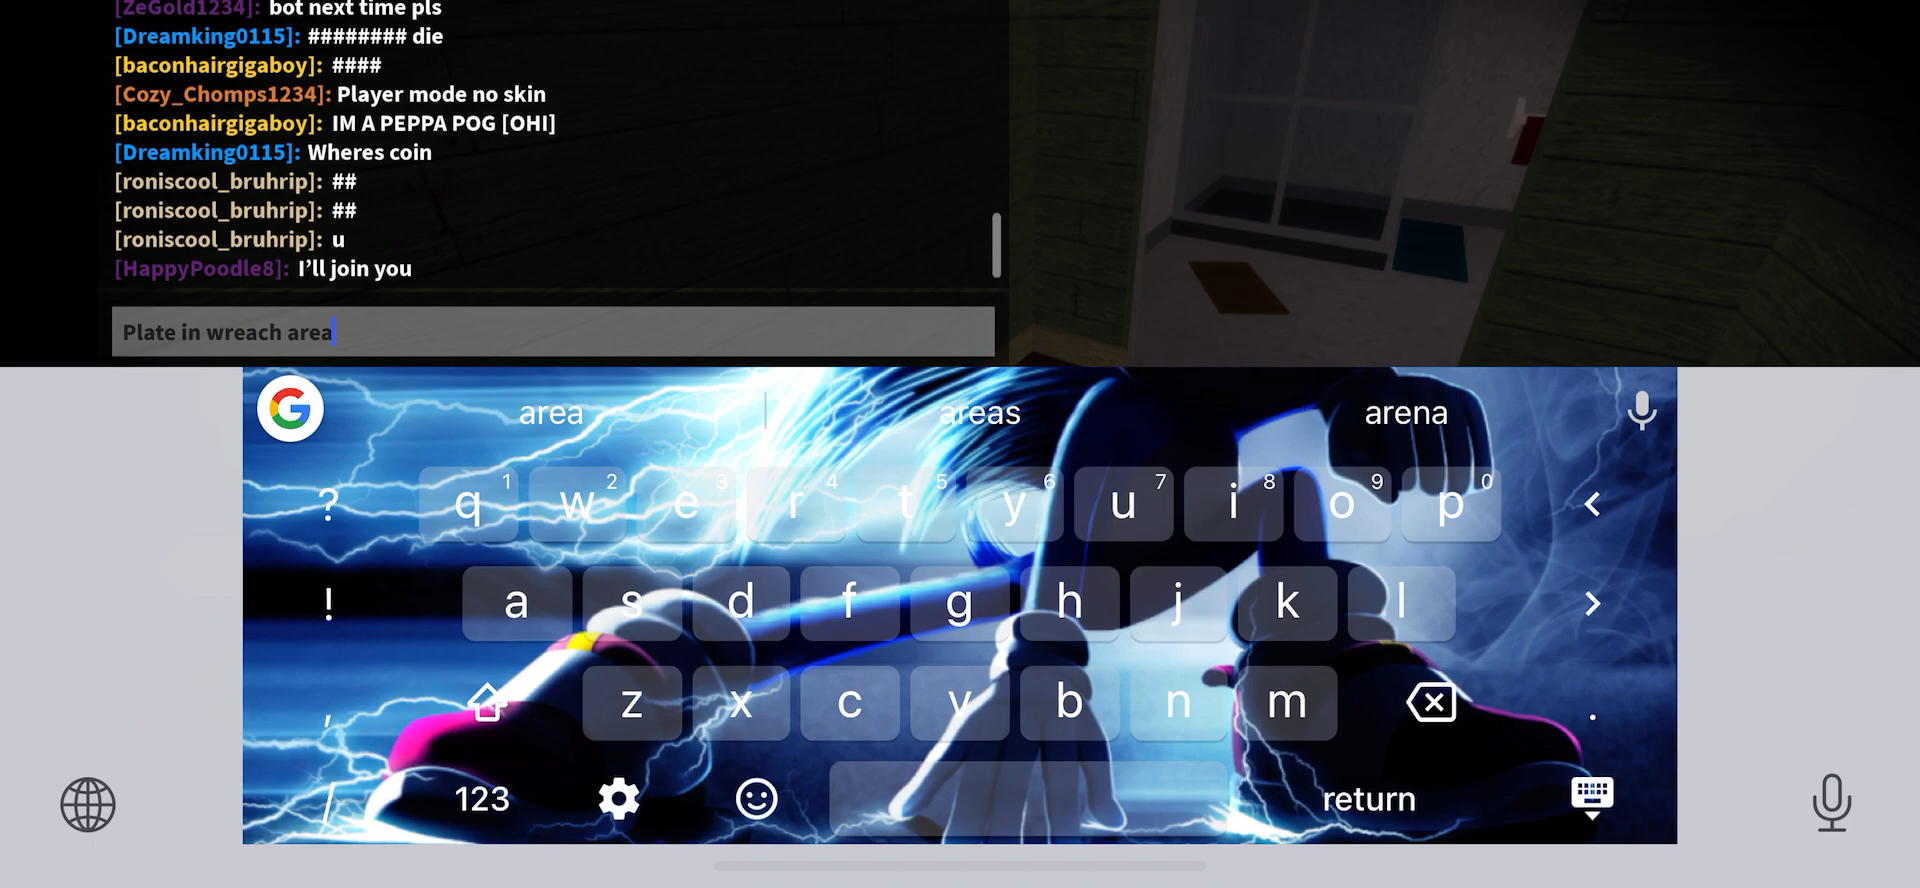 [ZeGold1234]: bot next time pls
[Dreamking0115]: ######## die
[baconhairgigaboy]: ####
[Cozy_Chomps1234]: Player mode no skin
[baconhairgigaboy]: IM A PEPPA POG [OHI]
[Dreamking0115]: Wheres coin
[roniscool_bruhrip]: ##
[roniscool_bruhrip]: ##
[roniscool_bruhrip]: u
[HappyPoodle8]: I’ll join you
Plate in wreach area
area areas arena
? q 1 w 2 e 3 r 4 t 5 y 6 u 7 i 8 o 9 p 0 <
! a s d f g h j k l >
, z x c v b n m .
/ 123 return